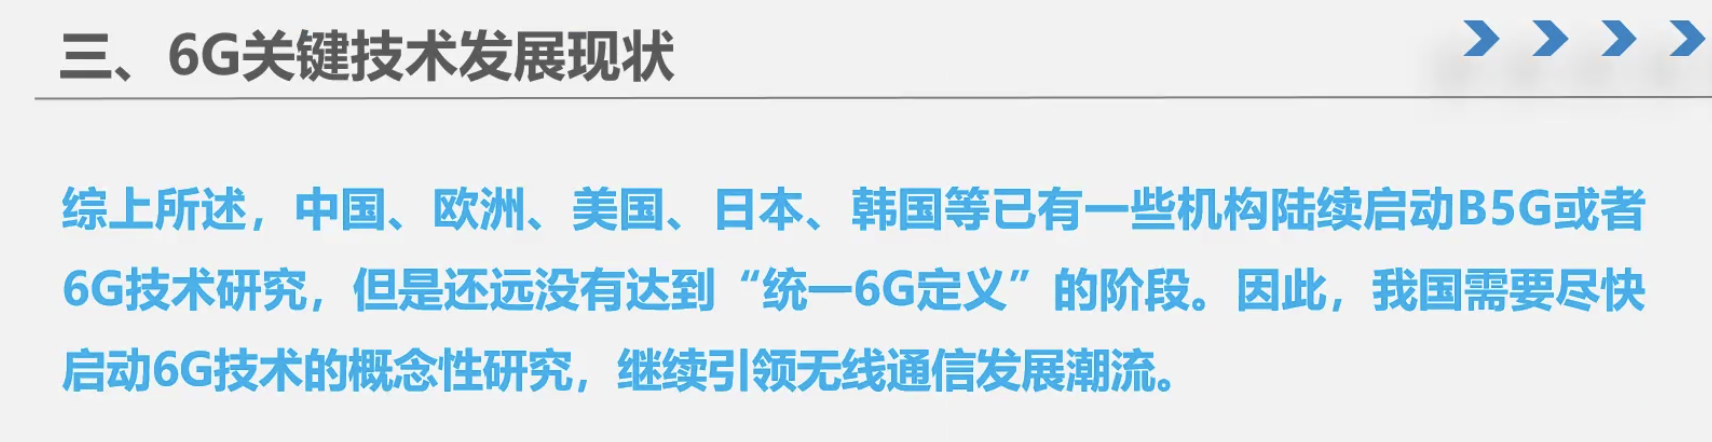 三、6G关键技术发展现状
综上所述，中国、欧洲、美国、日本、韩国等已有一些机构陆续启动B5G或者
6G技术研究，但是还远没有达到“统一6G定义”的阶段。因此，我国需要尽快
启动6G技术的概念性研究，继续引领无线通信发展潮流。